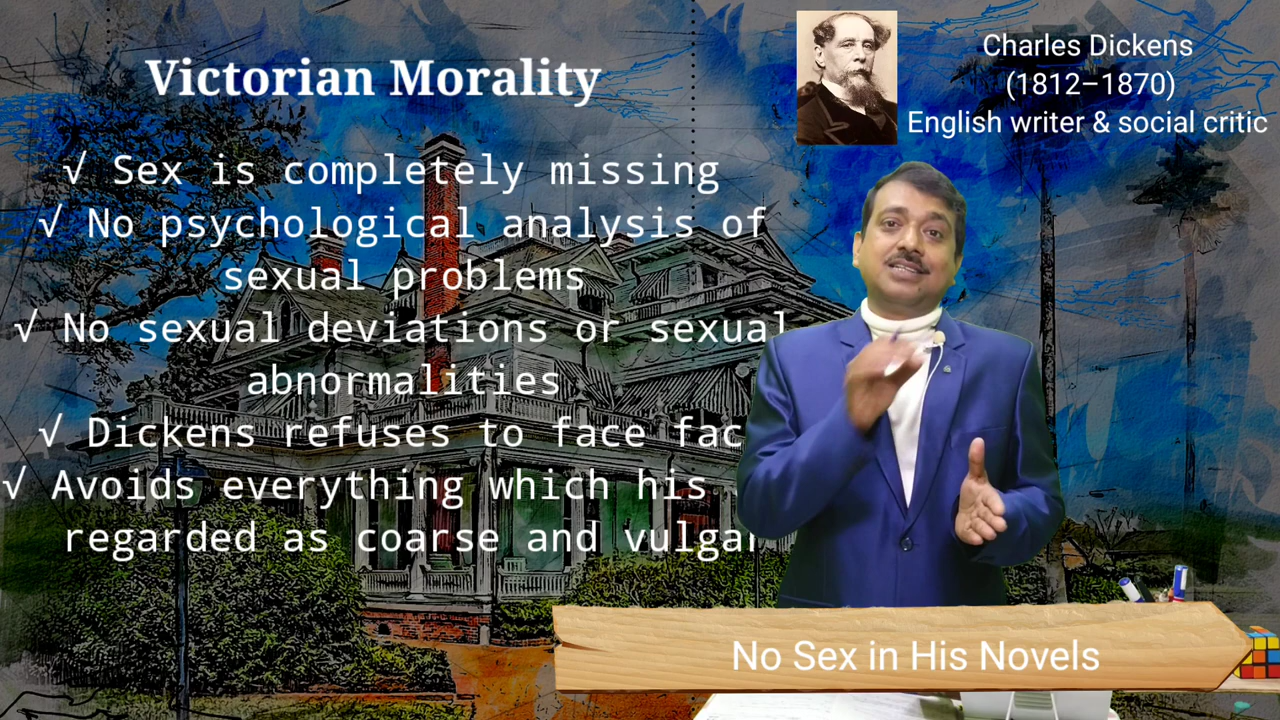 Victorian Morality
√ Sex is completely missing
√ No psychological analysis of
sexual problems
√ No sexual deviations or sexual
abnormalities
√ Dickens refuses to face
√ Avoids everything which his
regarded as coarse and vulgar
Charles Dickens
(1812–1870)
English writer & social critic
No Sex in His Novels